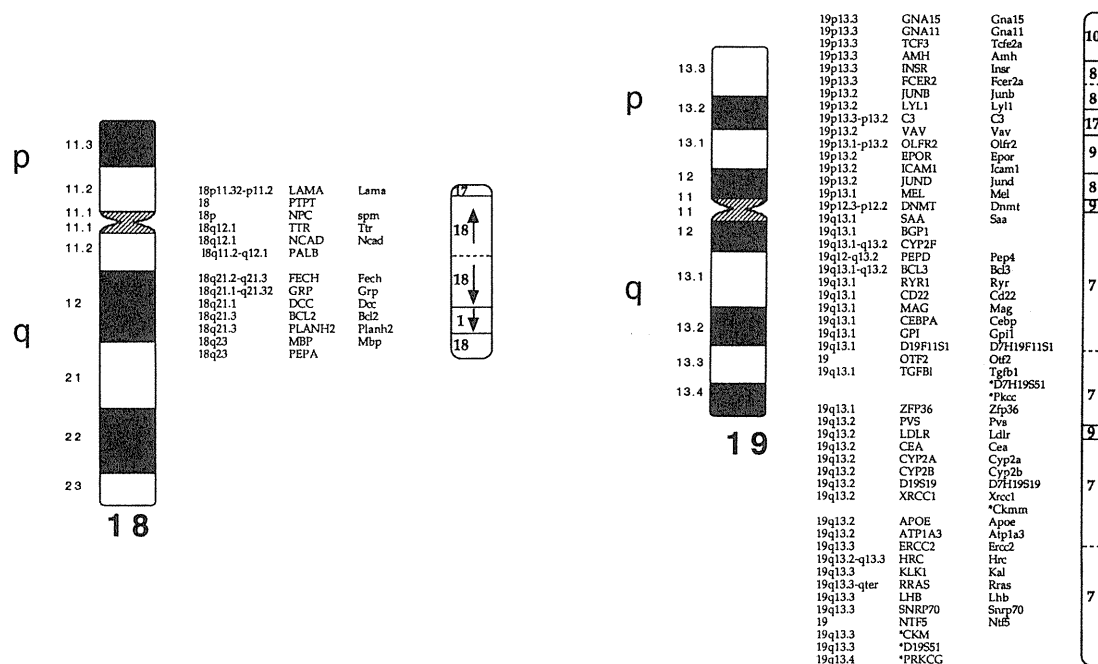 p
11.3
11.2
11.1
11.1
11.2
q
12
21
22
23
18
18p11.32-p11.2 LAMA Lama
18 PTPT
18p NPC spm
18q12.1 TTR Ttr
18q12.1 NCAD Ncad
18q11.2-q12.1 PALB
18q21.2-q21.3 FECH Fech
18q21.1-q21.32 GRP Grp
18q21.1 DCC Dcc
18q21.3 BCL2 Bcl2
18q21.3 PLANH2 Planh2
18q23 MBP Mbp
18q23 PEPA
17
18
18
1
18
p
13.3
13.2
13.1
12
11
11
12
q
13.1
13.2
13.3
13.4
19
19p13.3 GNA15 Gna15
19p13.3 GNA11 Gna11
19p13.3 TCF3 Tcfe2a
19p13.3 AMH Amh
19p13.3 INSR Insr
19p13.3 FCER2 Fcer2a
19p13.2 JUNB Junb
19p13.2 LYL1 Lyl1
19p13.3-p13.2 C3 C3
19p13.2 VAV Vav
19p13.1-p13.2 OLFR2 Olfr2
19p13.2 EPOR Epor
19p13.2 ICAM1 Icam1
19p13.2 JUND Jund
19p13.1 MEL Mel
19p12.3-p12.2 DNMT Dnmt
19q13.1 SAA Saa
19q13.1 BGP1
19q13.1-q13.2 CYP2F
19q12-q13.2 PEPD Pep4
19q13.1-q13.2 BCL3 Bcl3
19q13.1 RYR1 Ryr
19q13.1 CD22 Cd22
19q13.1 MAG Mag
19q13.1 CEBPA Cebp
19q13.1 GPI Gpi1
19q13.1 D19F11S1 D7H19F11S1
19 OTF2 Otf2
19q13.1 TGFB1 Tgfb1
*D7H19S51
*Pkcc
19q13.1 ZFP36 Zfp36
19q13.2 PVS Pvs
19q13.2 LDLR Ldlr
19q13.2 CEA Cea
19q13.2 CYP2A Cyp2a
19q13.2 CYP2B Cyp2b
19q13.2 D19S19 D7H19S19
19q13.2 XRCC1 Xrcc1
*Ckmm
19q13.2 APOE Apoe
19q13.2 ATP1A3 Atp1a3
19q13.3 ERCC2 Ercc2
19q13.2-q13.3 HRC Hrc
19q13.3 KLK1 Kal
19q13.3-qter RRAS Rras
19q13.3 LHB Lhb
19q13.3 SNRP70 Snrp70
19 NTF5 Ntf5
19q13.3 *CKM
19q13.3 *D19S51
19q13.4 *PRKCG
10
8
8
17
9
8
9
7
7
9
7
7